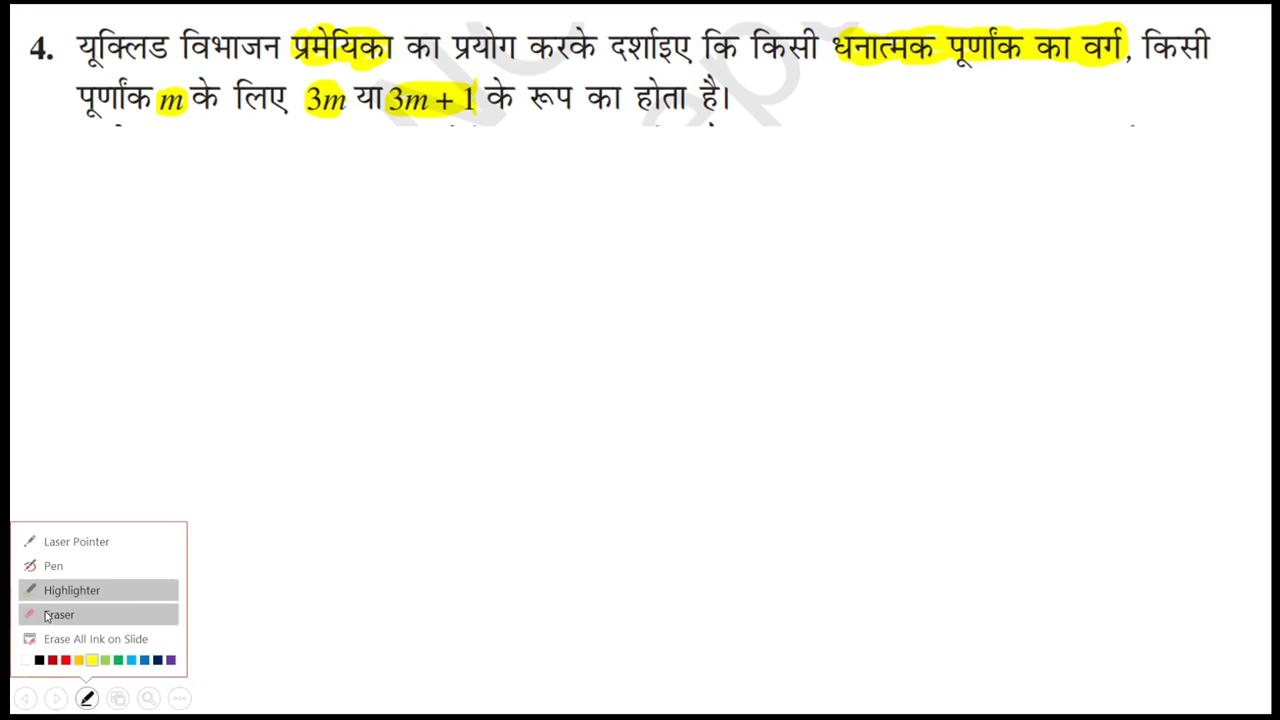 4. यूक्लिड विभाजन प्रमेयिका का प्रयोग करके दर्शाइए कि किसी धनात्मक पूर्णांक का वर्ग, किसी
पूर्णांक m के लिए 3m या 3m + 1 के रूप का होता है।
Laser Pointer
Pen
Highlighter
Eraser
Erase All Ink on Slide